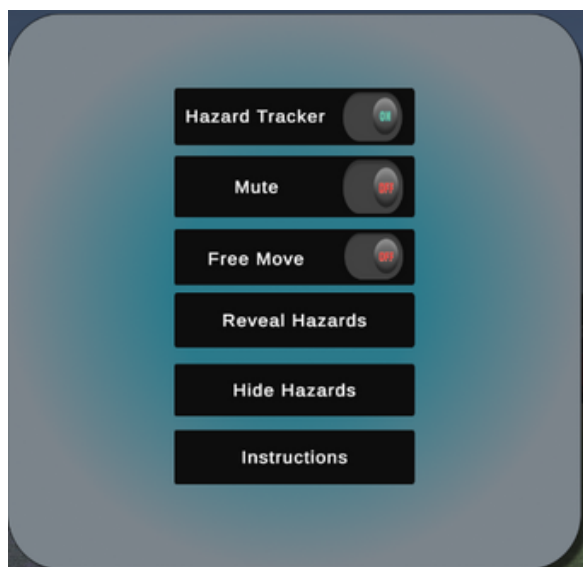 Hazard Tracker ON
Mute OFF
Free Move OFF
Reveal Hazards
Hide Hazards
Instructions